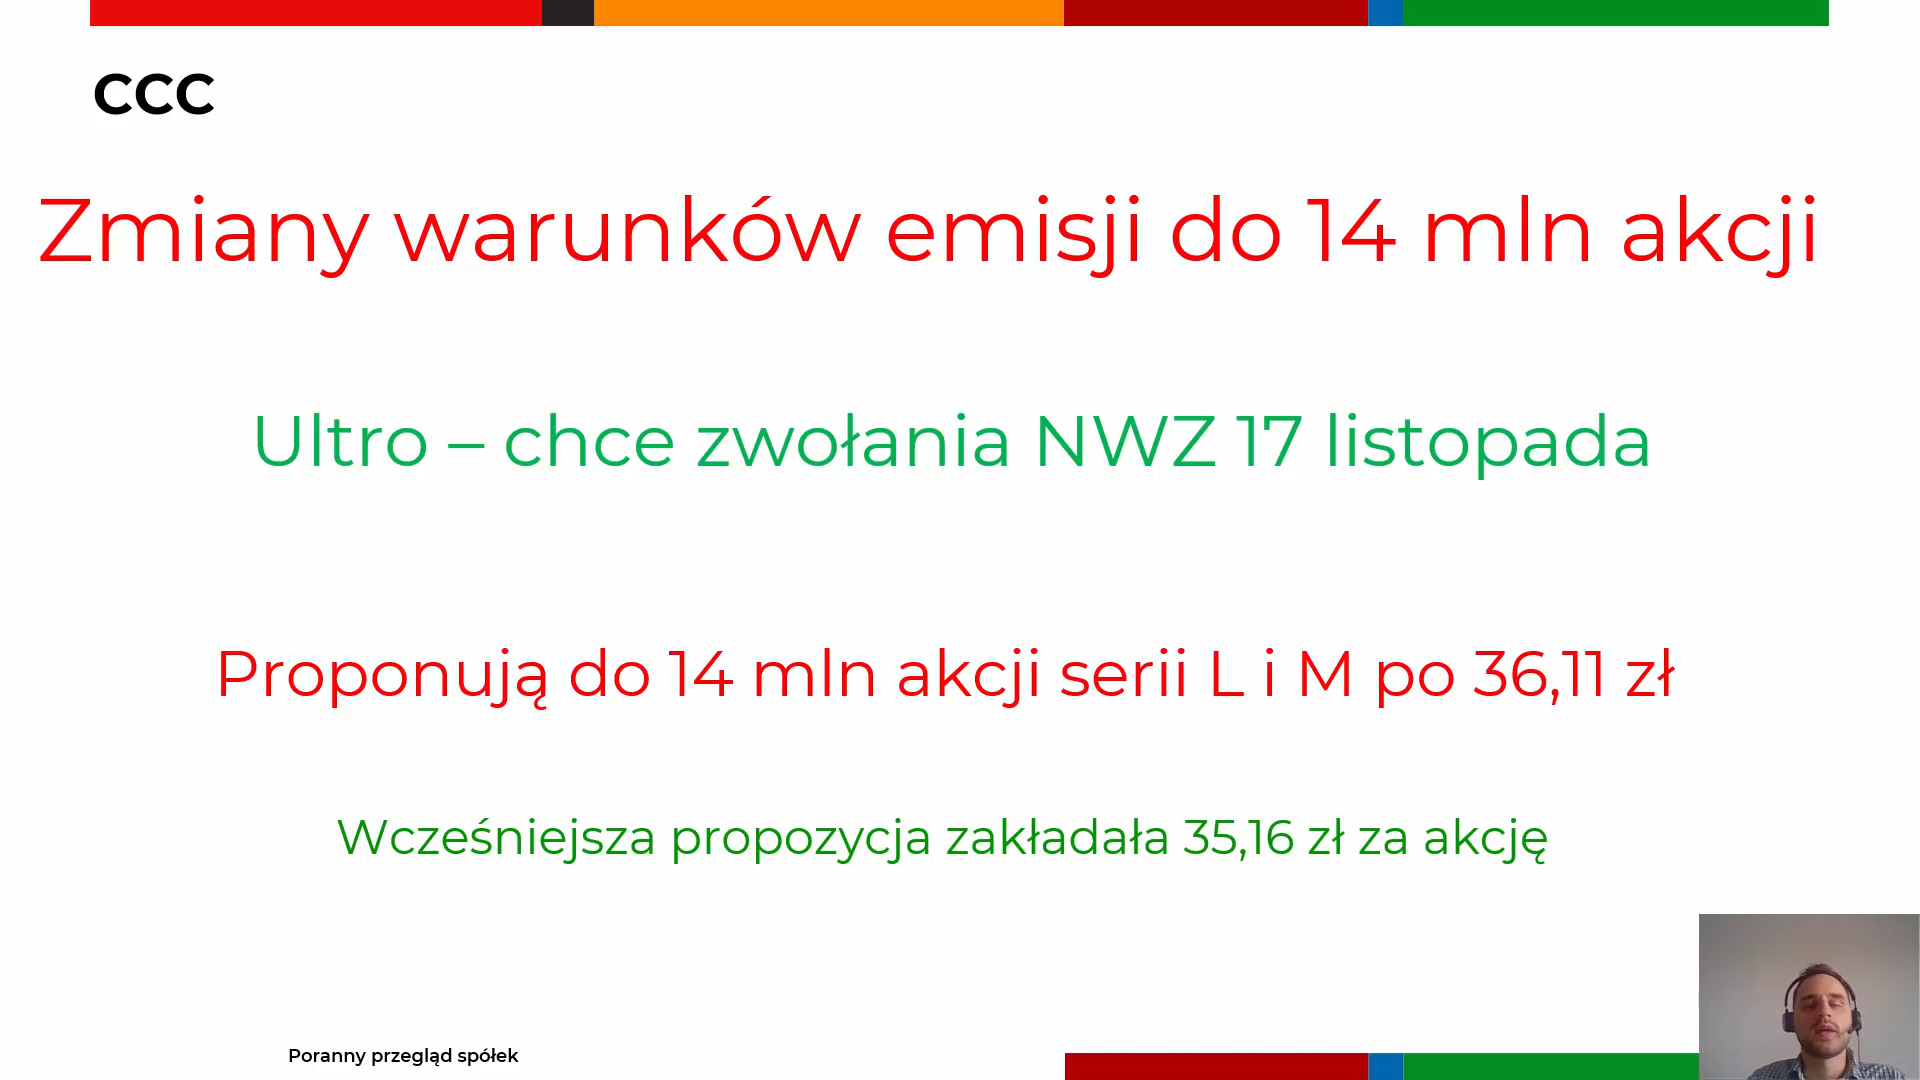 CCC
Zmiany warunków emisji do 14 mln akcji
Ultro – chce zwołania NWZ 17 listopada
Proponują do 14 mln akcji serii L i M po 36,11 zł
Wcześniejsza propozycja zakładała 35,16 zł za akcję
Poranny przegląd spółek